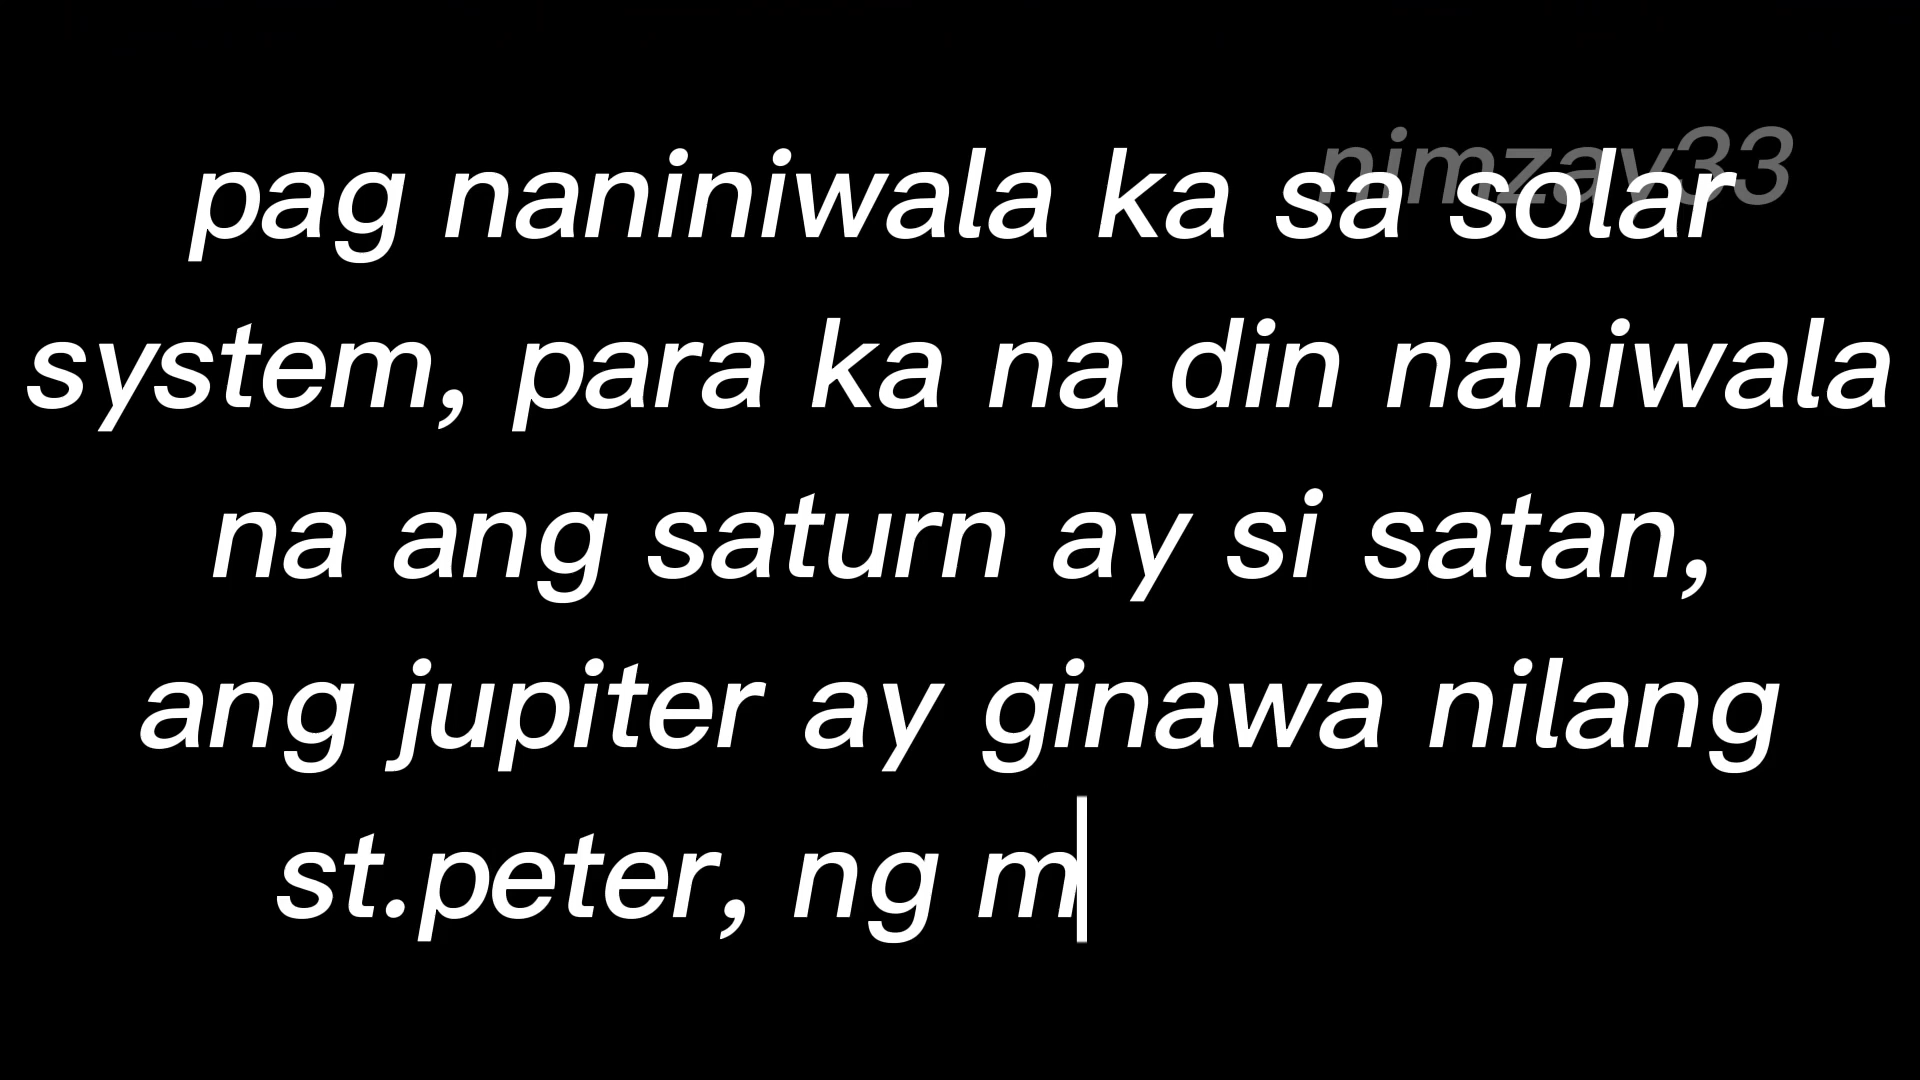 nimzay33
pag naniniwala ka sa solar
system, para ka na din naniwala
na ang saturn ay si satan,
ang jupiter ay ginawa nilang
st.peter, ng m